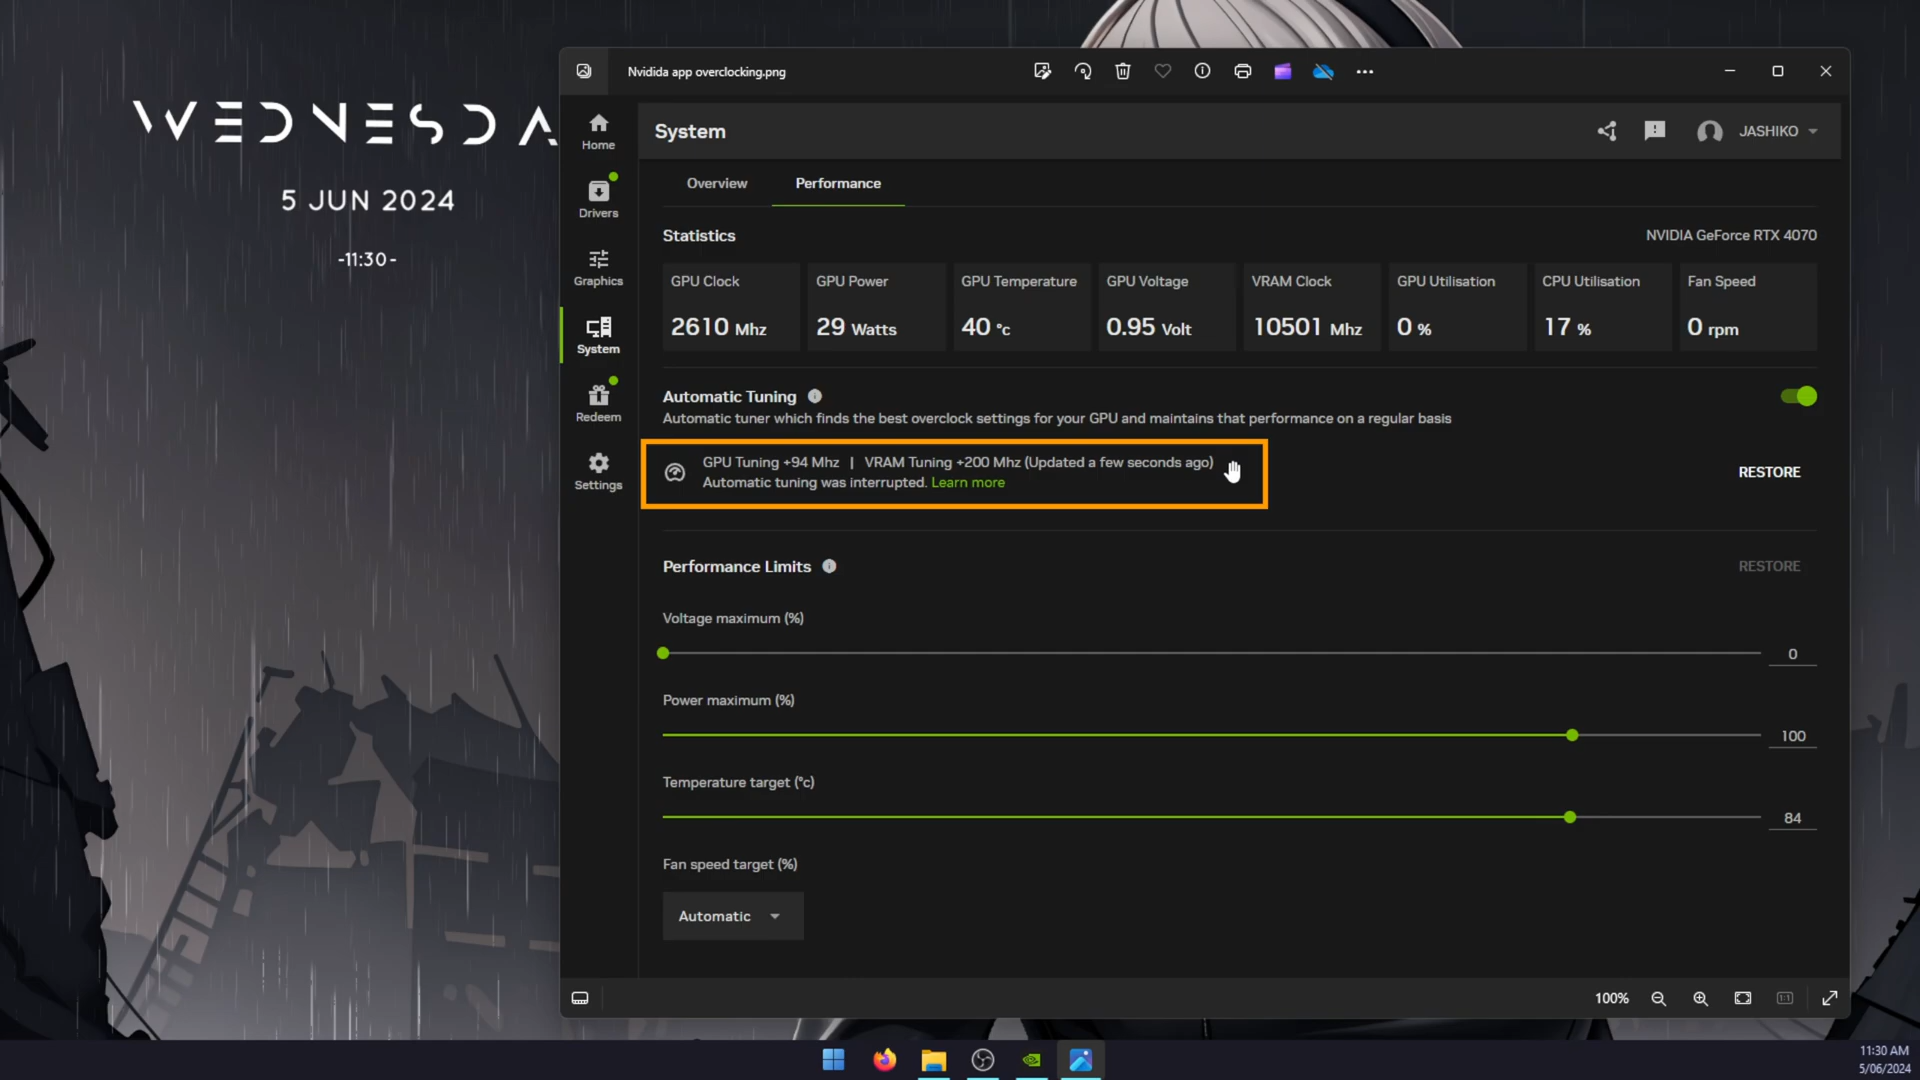 WEDNESDA
5 JUN 2024
-11:30-
Nvidida app overclocking.png
Home
Drivers
Graphics
System
Redeem
Settings
System
JASHIKO
Overview
Performance
Statistics
NVIDIA GeForce RTX 4070
GPU Clock
2610 Mhz
GPU Power
29 Watts
GPU Temperature
40 °c
GPU Voltage
0.95 Volt
VRAM Clock
10501 Mhz
GPU Utilisation
0 %
CPU Utilisation
17 %
Fan Speed
0 rpm
Automatic Tuning
Automatic tuner which finds the best overclock settings for your GPU and maintains that performance on a regular basis
GPU Tuning +94 Mhz | VRAM Tuning +200 Mhz (Updated a few seconds ago)
Automatic tuning was interrupted. Learn more
RESTORE
Performance Limits
RESTORE
Voltage maximum (%)
0
Power maximum (%)
100
Temperature target (°c)
84
Fan speed target (%)
Automatic
100%
1:1
11:30 AM
5/06/2024